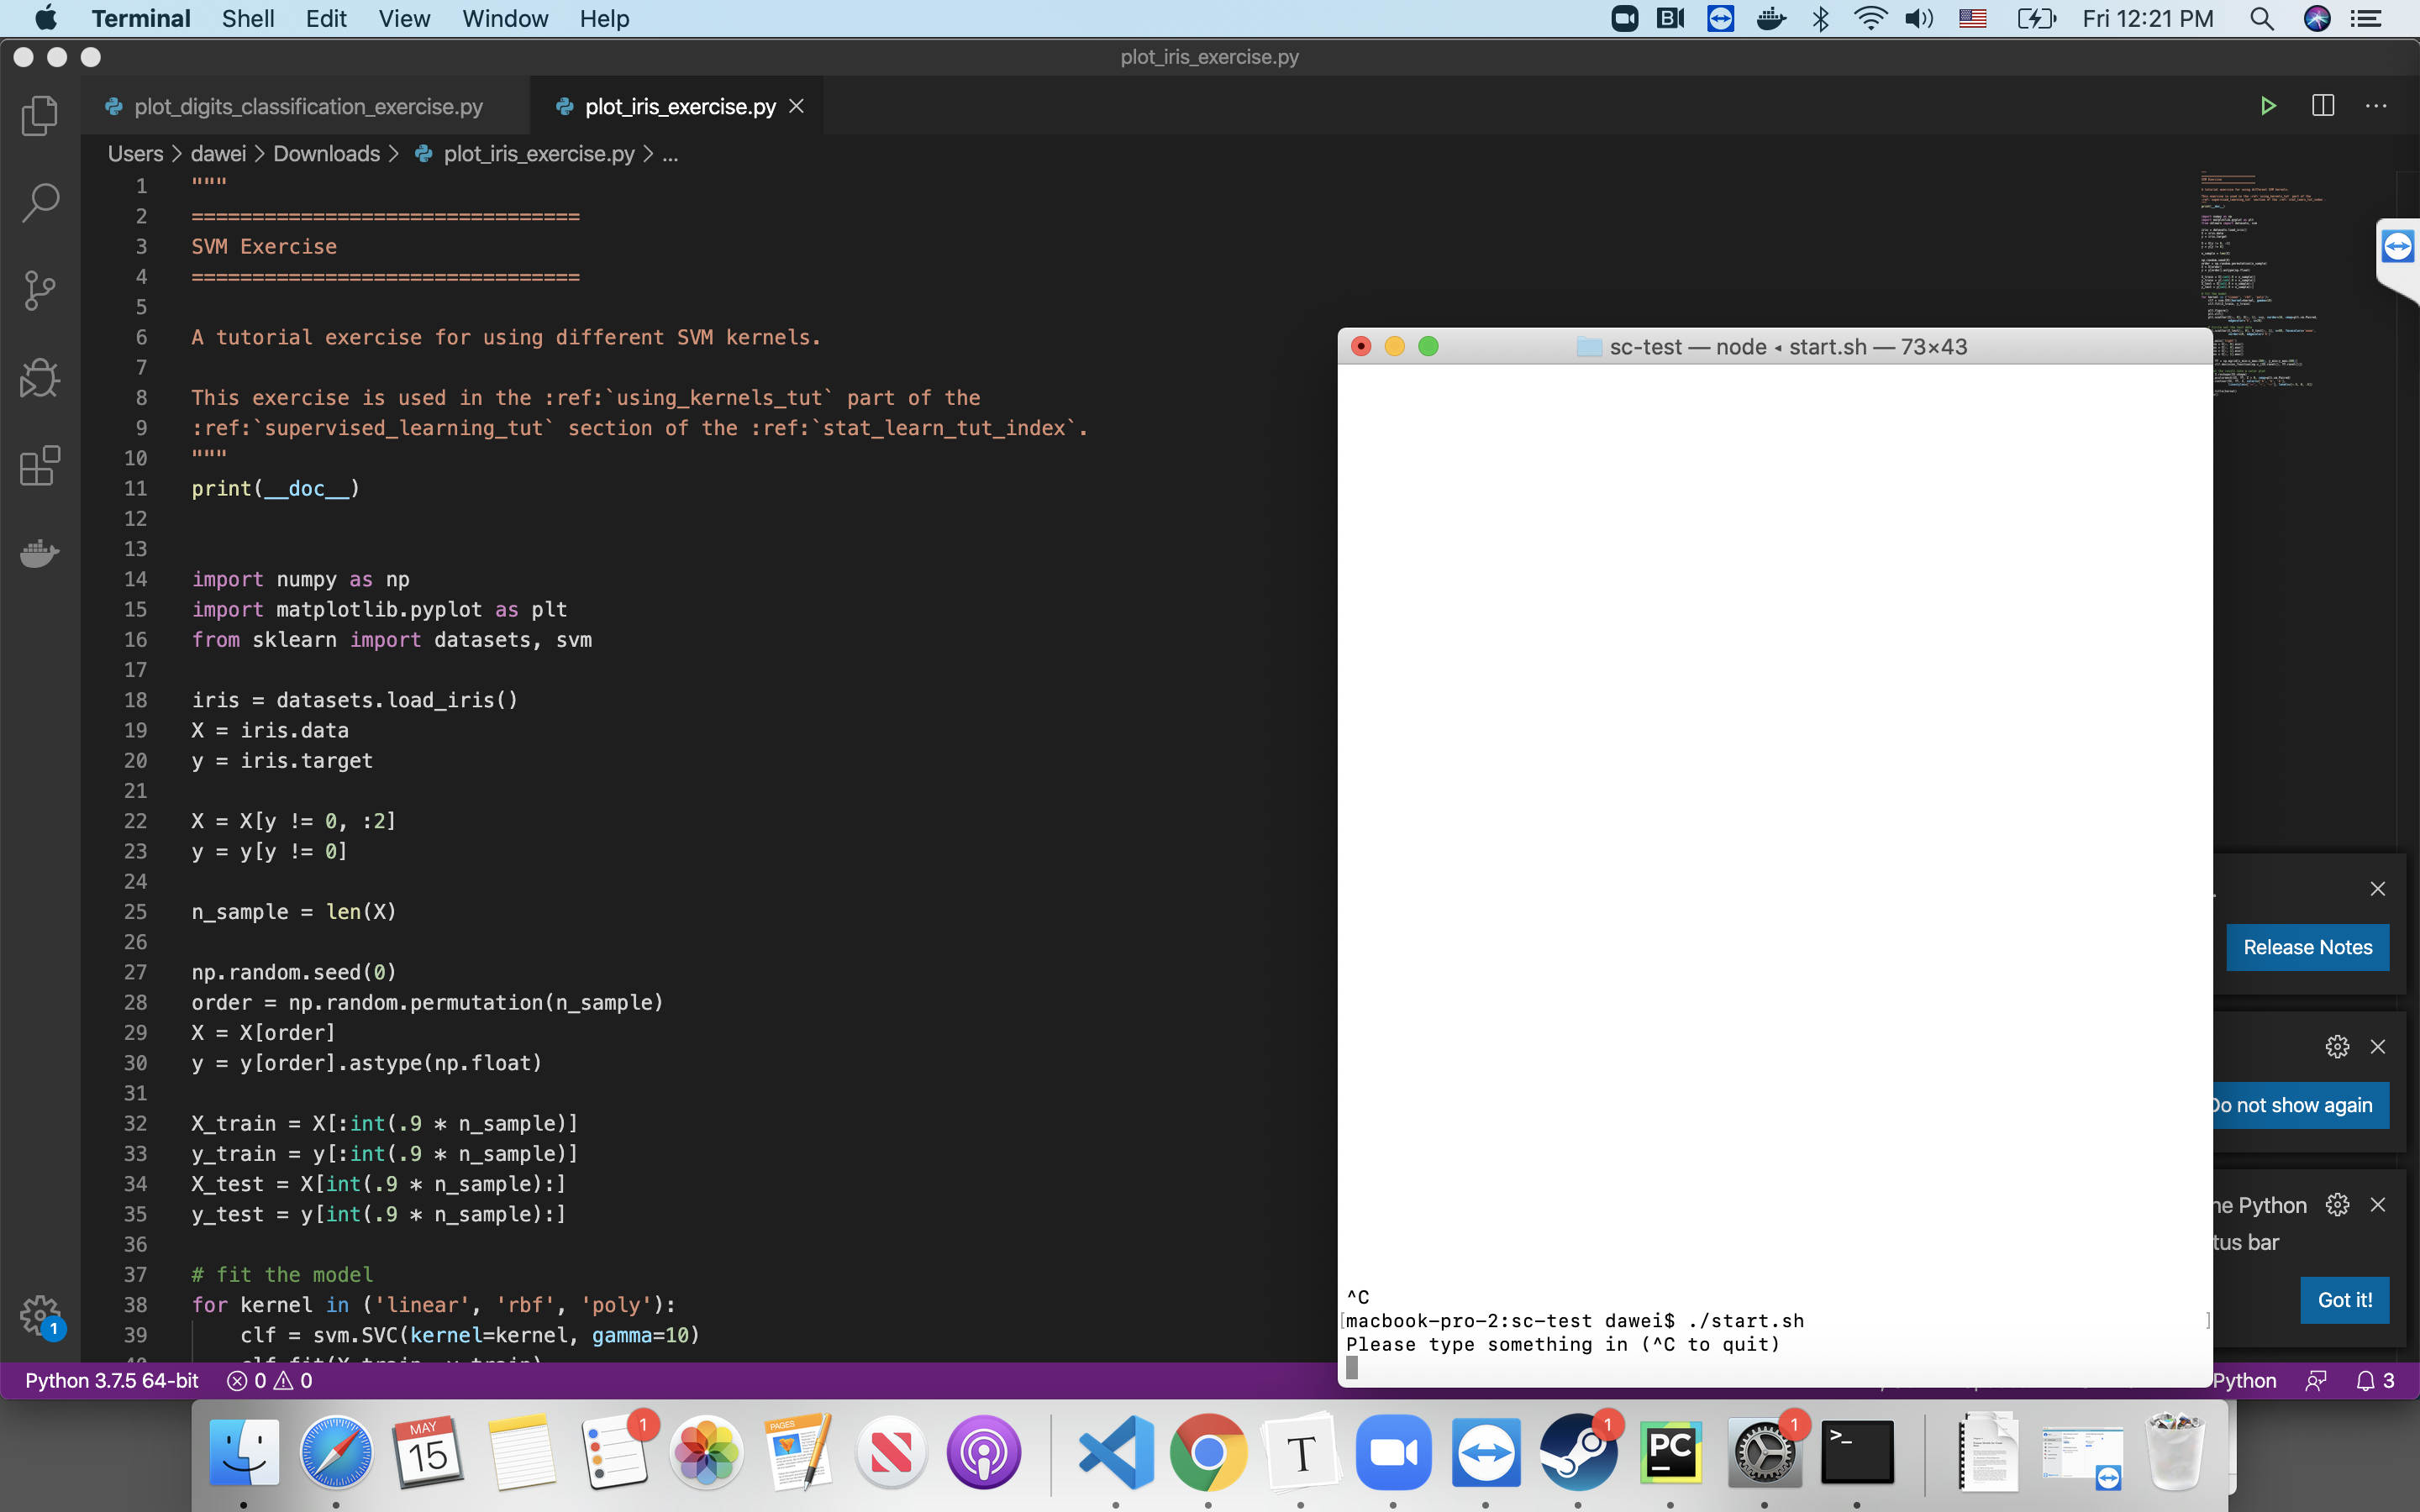 Terminal Shell Edit View Window Help Fri 12:21 PM
plot_iris_exercise.py
plot_digits_classification_exercise.py plot_iris_exercise.py
Users > dawei > Downloads > plot_iris_exercise.py > ...
1 """
2 ================================
3 SVM Exercise
4 ================================
5
6 A tutorial exercise for using different SVM kernels.
7
8 This exercise is used in the :ref:`using_kernels_tut` part of the
9 :ref:`supervised_learning_tut` section of the :ref:`stat_learn_tut_index`.
10 """
11 print(__doc__)
12
13
14 import numpy as np
15 import matplotlib.pyplot as plt
16 from sklearn import datasets, svm
17
18 iris = datasets.load_iris()
19 X = iris.data
20 y = iris.target
21
22 X = X[y != 0, :2]
23 y = y[y != 0]
24
25 n_sample = len(X)
26
27 np.random.seed(0)
28 order = np.random.permutation(n_sample)
29 X = X[order]
30 y = y[order].astype(np.float)
31
32 X_train = X[:int(.9 * n_sample)]
33 y_train = y[:int(.9 * n_sample)]
34 X_test = X[int(.9 * n_sample):]
35 y_test = y[int(.9 * n_sample):]
36
37 # fit the model
38 for kernel in ('linear', 'rbf', 'poly'):
39 clf = svm.SVC(kernel=kernel, gamma=10)
sc-test — node ◂ start.sh — 73×43
^C
[macbook-pro-2:sc-test dawei$ ./start.sh ]
Please type something in (^C to quit)
Release Notes
Do not show again
he Python
tus bar
Got it!
1
Python 3.7.5 64-bit 0 0 Python 3
MAY
15
1
PAGES
T
1
PC
1
>_